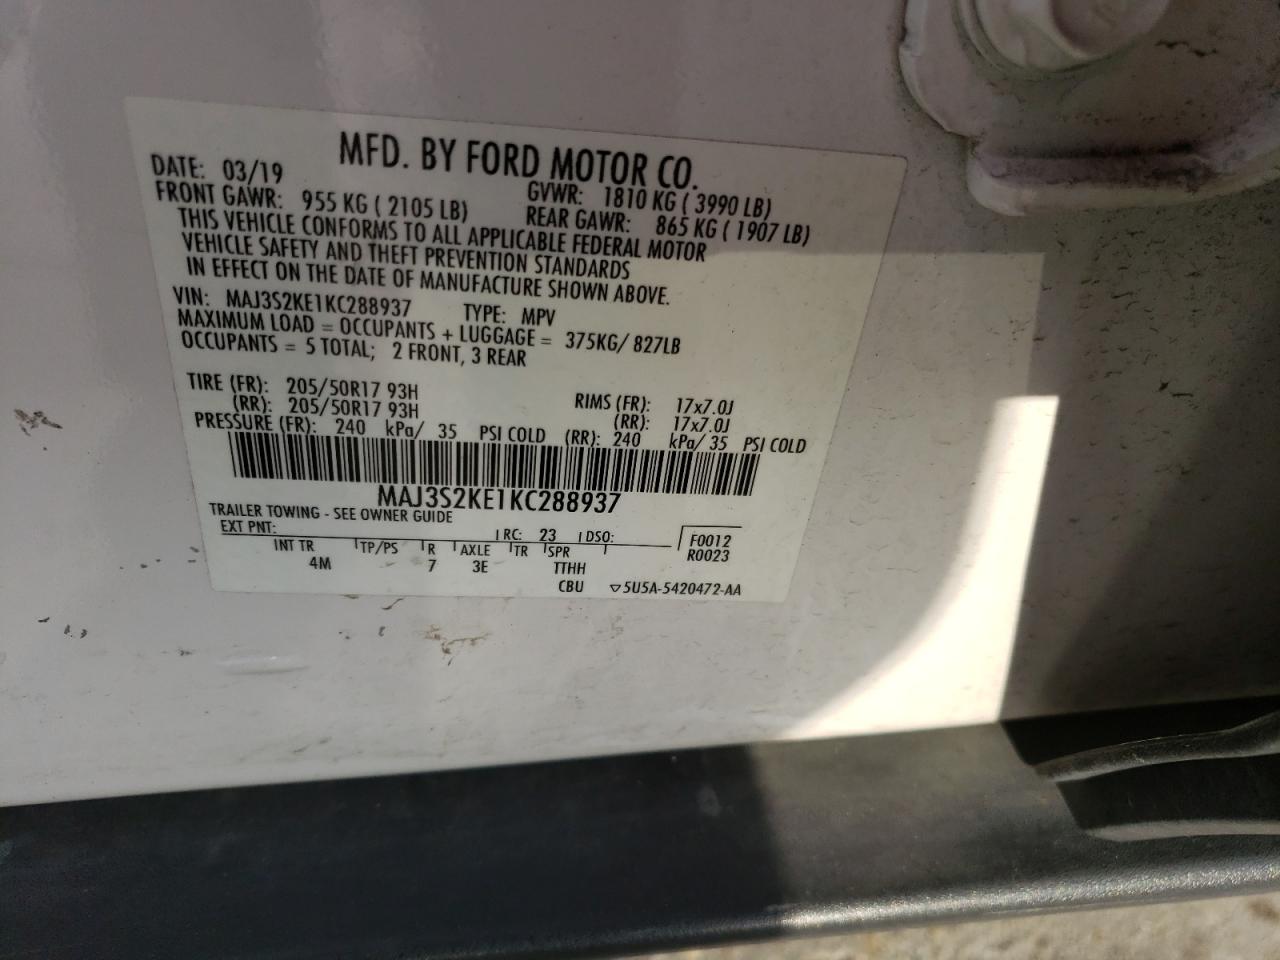 MFD. BY FORD MOTOR CO.
DATE: 03/19 GVWR: 1810 KG ( 3990 LB)
FRONT GAWR: 955 KG ( 2105 LB) REAR GAWR: 865 KG ( 1907 LB)
THIS VEHICLE CONFORMS TO ALL APPLICABLE FEDERAL MOTOR
VEHICLE SAFETY AND THEFT PREVENTION STANDARDS
IN EFFECT ON THE DATE OF MANUFACTURE SHOWN ABOVE.
VIN: MAJ3S2KE1KC288937 TYPE: MPV
MAXIMUM LOAD = OCCUPANTS + LUGGAGE = 375KG/ 827LB
OCCUPANTS = 5 TOTAL; 2 FRONT, 3 REAR
TIRE (FR): 205/50R17 93H RIMS (FR): 17x7.0J
(RR): 205/50R17 93H (RR): 17x7.0J
PRESSURE (FR): 240 kPa/ 35 PSI COLD (RR): 240 kPa/ 35 PSI COLD
MAJ3S2KE1KC288937
TRAILER TOWING - SEE OWNER GUIDE
EXT PNT: RC: 23 DSO: F0012
INT TR TP/PS R AXLE TR SPR R0023
4M 7 3E TTHH
CBU ▽5U5A-5420472-AA